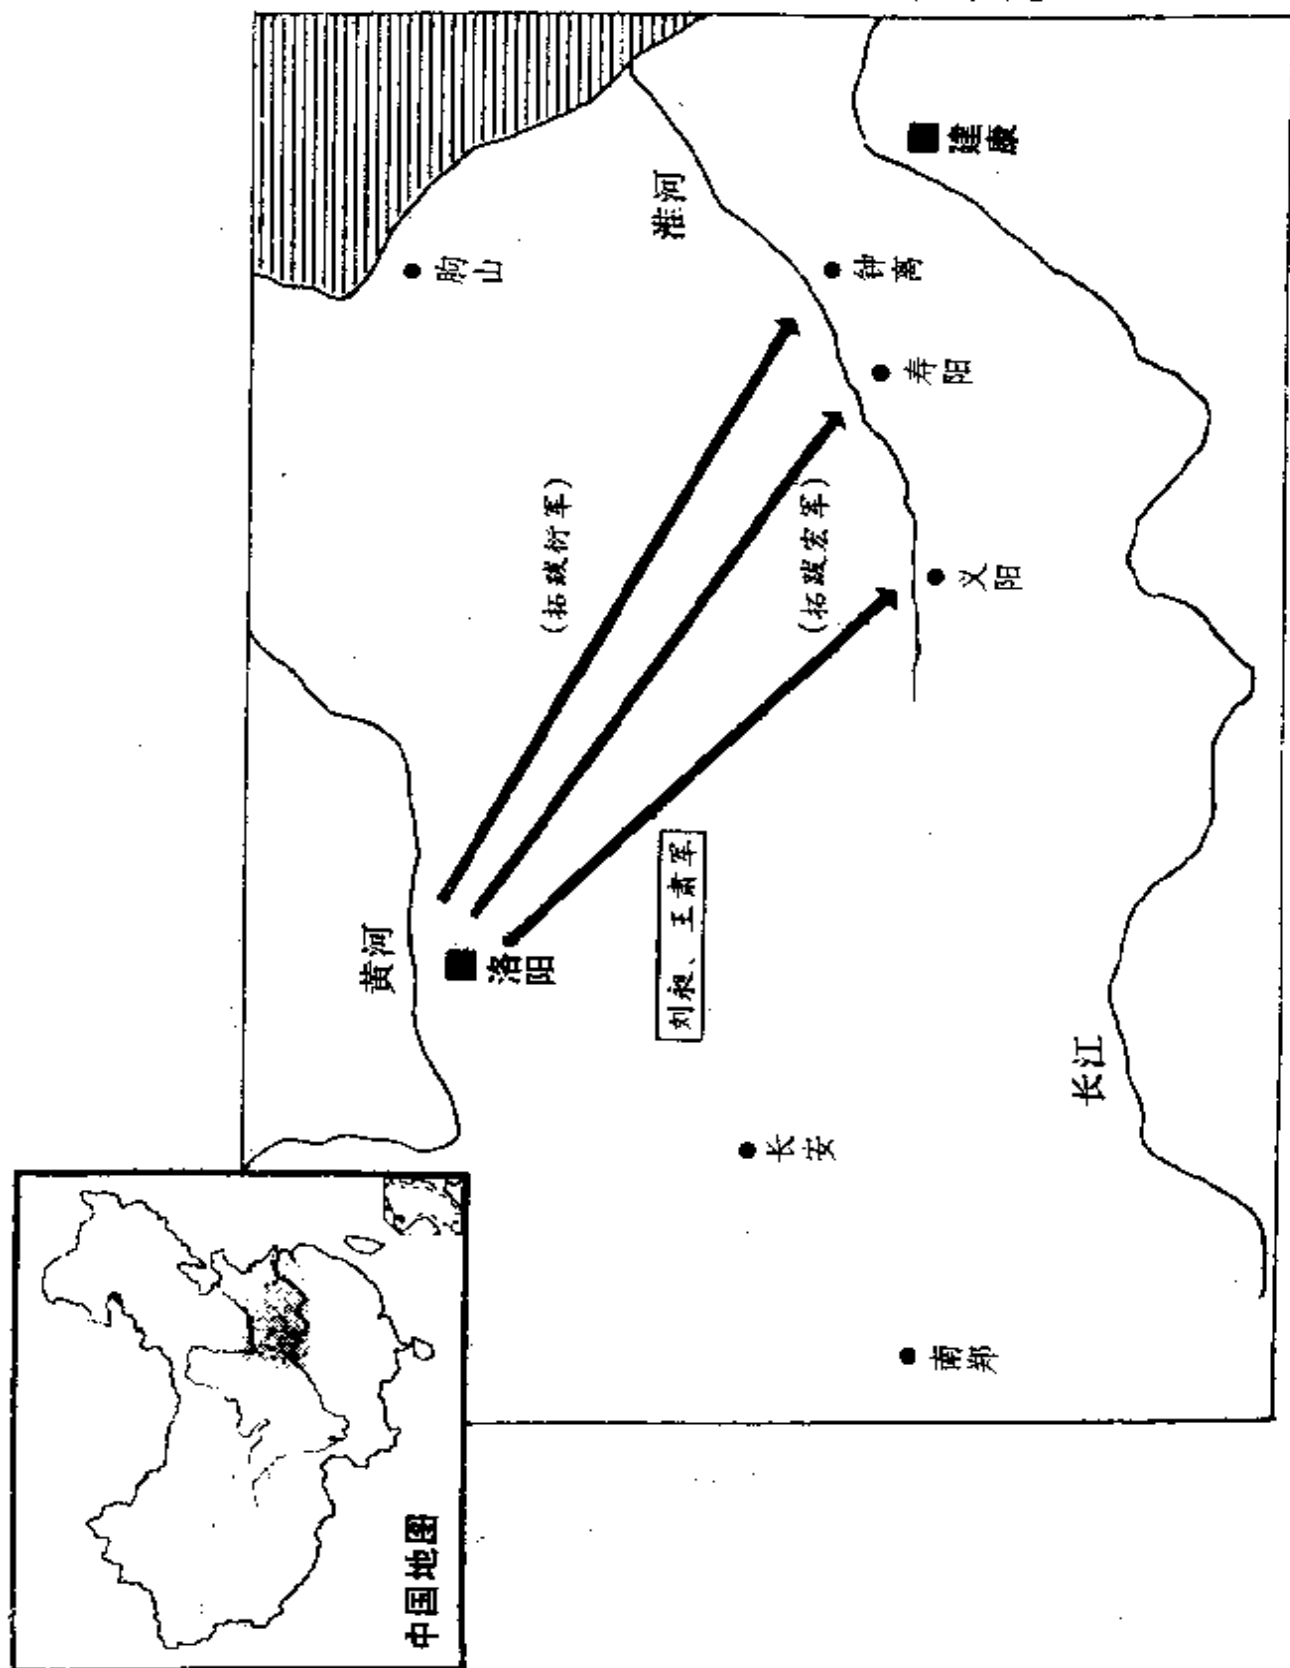 中国地图
黄河
洛阳
长安
南郑
刘昶、王肃军
(拓跋衍军)
(拓跋宏军)
朐山
淮河
钟离
寿阳
义阳
建康
长江